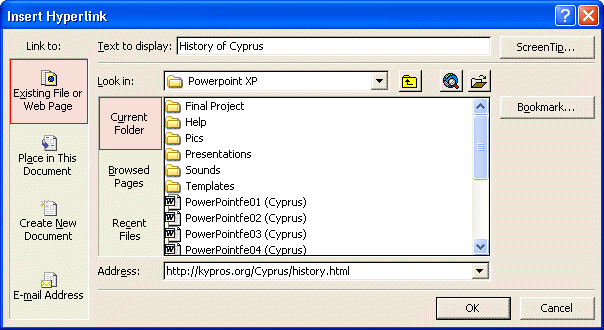 Insert Hyperlink
Link to:
Text to display: History of Cyprus
ScreenTip...
Existing File or
Web Page
Look in: Powerpoint XP
Bookmark...
Current
Folder
Browsed
Pages
Recent
Files
Final Project
Help
Pics
Presentations
Sounds
Templates
PowerPointfe01 (Cyprus)
PowerPointfe02 (Cyprus)
PowerPointfe03 (Cyprus)
PowerPointfe04 (Cyprus)
Place in This
Document
Create New
Document
E-mail Address
Address: http://kypros.org/Cyprus/history.html
OK
Cancel